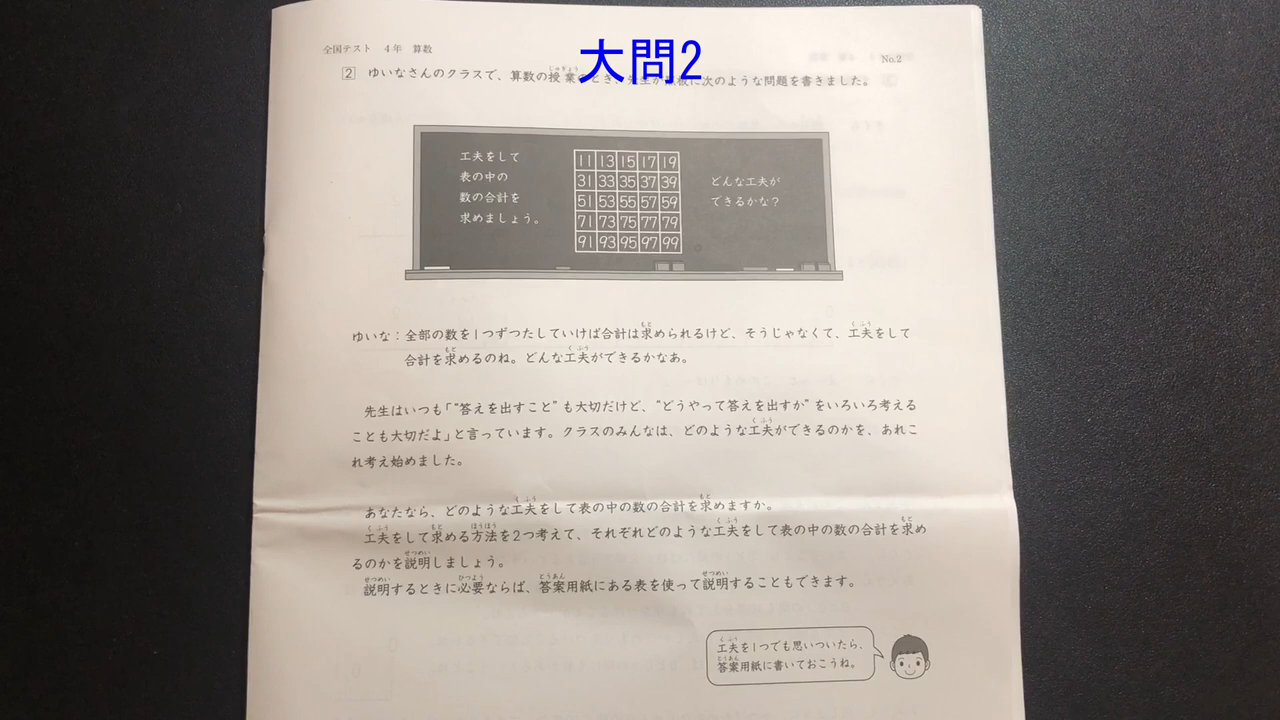 全国テスト 4年 算数
大問2
No.2
2 ゆいなさんのクラスで、算数の授業のとき、先生が黒板に次のような問題を書きました。
じゅぎょう
工夫をして
表の中の
数の合計を
求めましょう。
11 13 15 17 19
31 33 35 37 39
51 53 55 57 59
71 73 75 77 79
91 93 95 97 99
どんな工夫が
できるかな?
ゆいな：全部の数を1つずつたしていけば合計は求められるけど、そうじゃなくて、工夫をして
合計を求めるのね。どんな工夫ができるかなあ。
先生はいつも「“答えを出すこと”も大切だけど、“どうやって答えを出すか”をいろいろ考える
ことも大切だよ」と言っています。クラスのみんなは、どのような工夫ができるのかを、あれこ
れ考え始めました。
あなたなら、どのような工夫をして表の中の数の合計を求めますか。
工夫をして求める方法を2つ考えて、それぞれどのような工夫をして表の中の数の合計を求め
るのかを説明しましょう。
説明するときに必要ならば、答案用紙にある表を使って説明することもできます。
工夫を1つでも思いついたら、
答案用紙に書いておこうね。